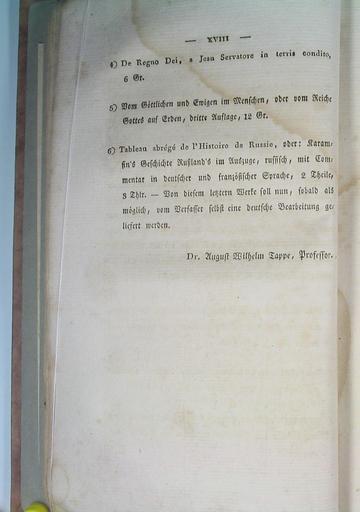 — XVIII —
4) De Regno Dei, a Jesu Servatore in terris condito,
6 Gr.
5) Vom Göttlichen und Ewigen im Menschen, oder vom Reiche
Gottes auf Erden, dritte Auflage, 12 Gr.
6) Tableau abrégé de l'Histoire de Russie, oder: Karam-
sin's Geschichte Rußland's im Auszuge, russisch, mit Com-
mentar in deutscher und französischer Sprache, 2 Theile,
3 Thlr. — Von diesem letztern Werke soll nun, sobald als
möglich, vom Verfasser selbst eine deutsche Bearbeitung ge-
liefert werden.
Dr. August Wilhelm Tappe, Professor.